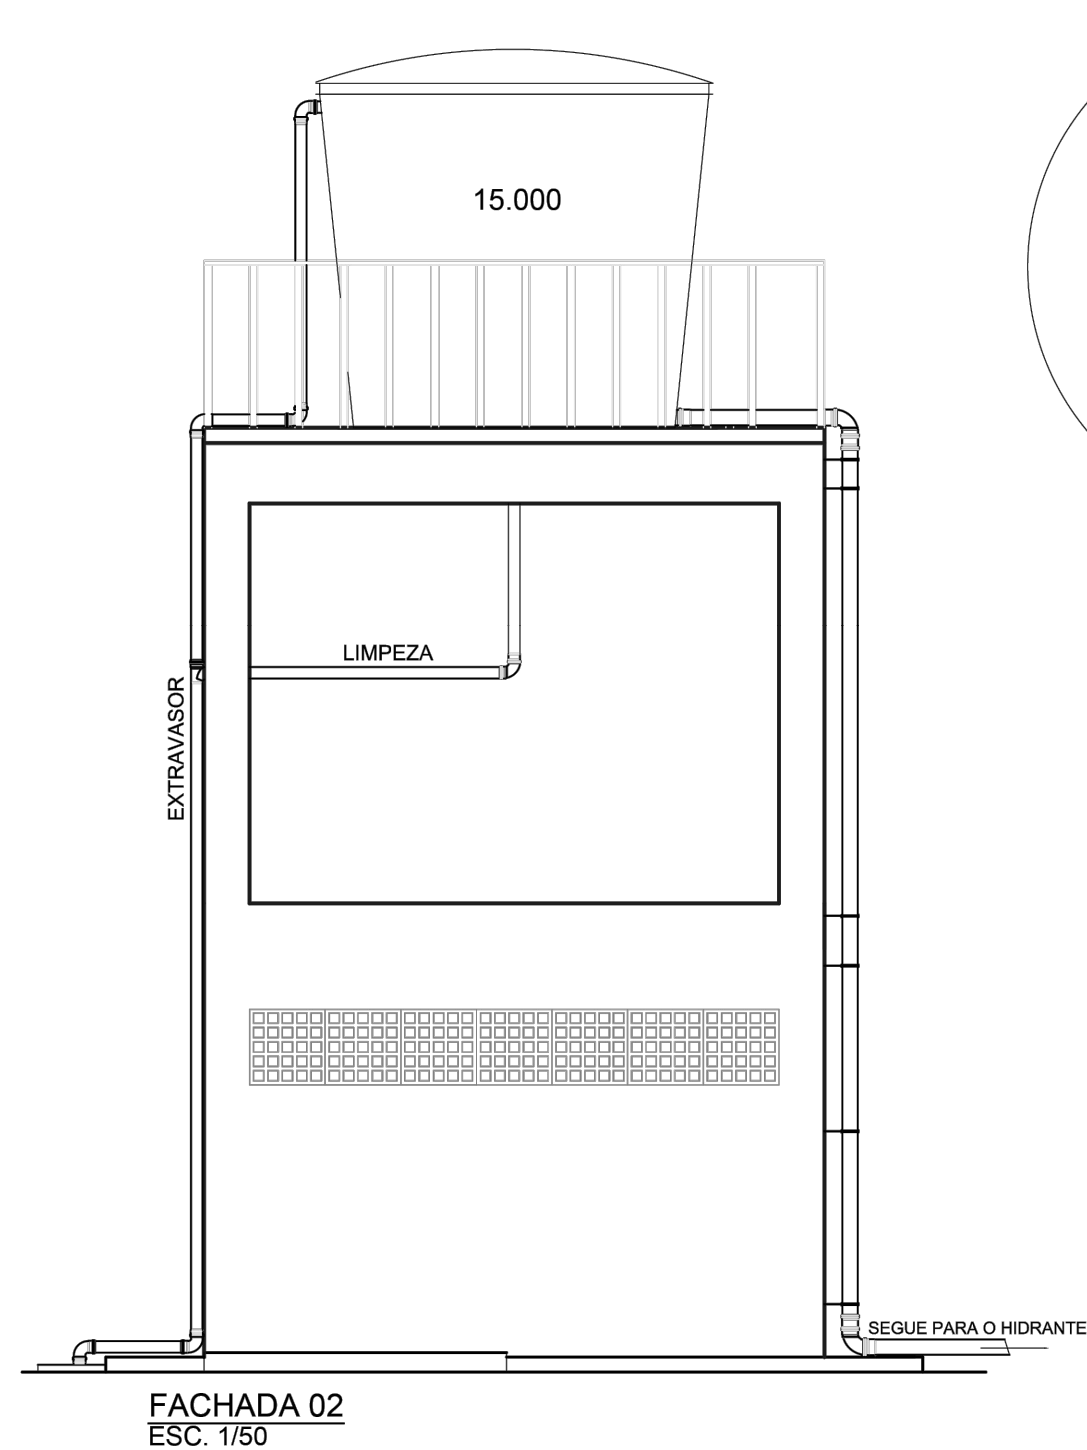 15.000
LIMPEZA
EXTRAVASOR
SEGUE PARA O HIDRANTE
FACHADA 02
ESC. 1/50